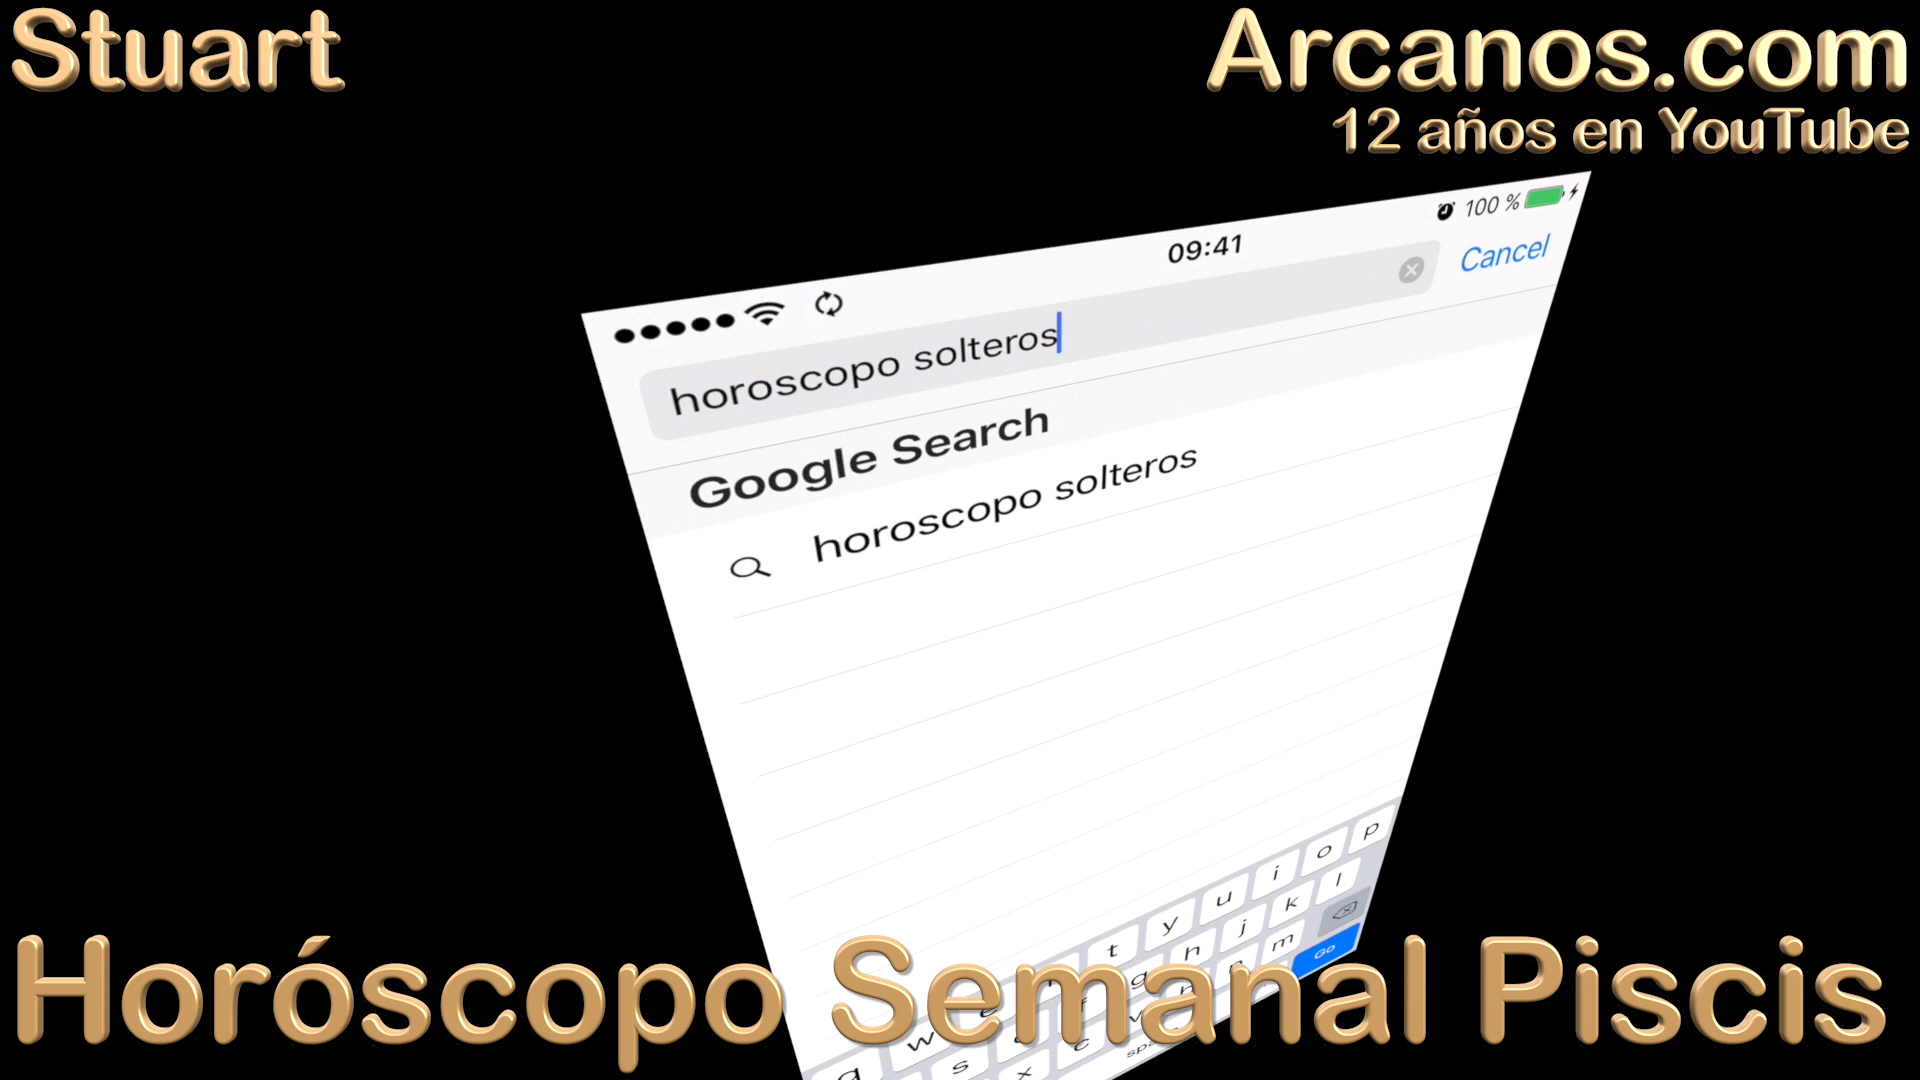 Stuart
Arcanos.com
12 años en YouTube
09:41
100 %
horoscopo solteros
Cancel
Google Search
horoscopo solteros
t y u i o p
h j k l
m
Go
q w
s
x c
Horóscopo Semanal Piscis